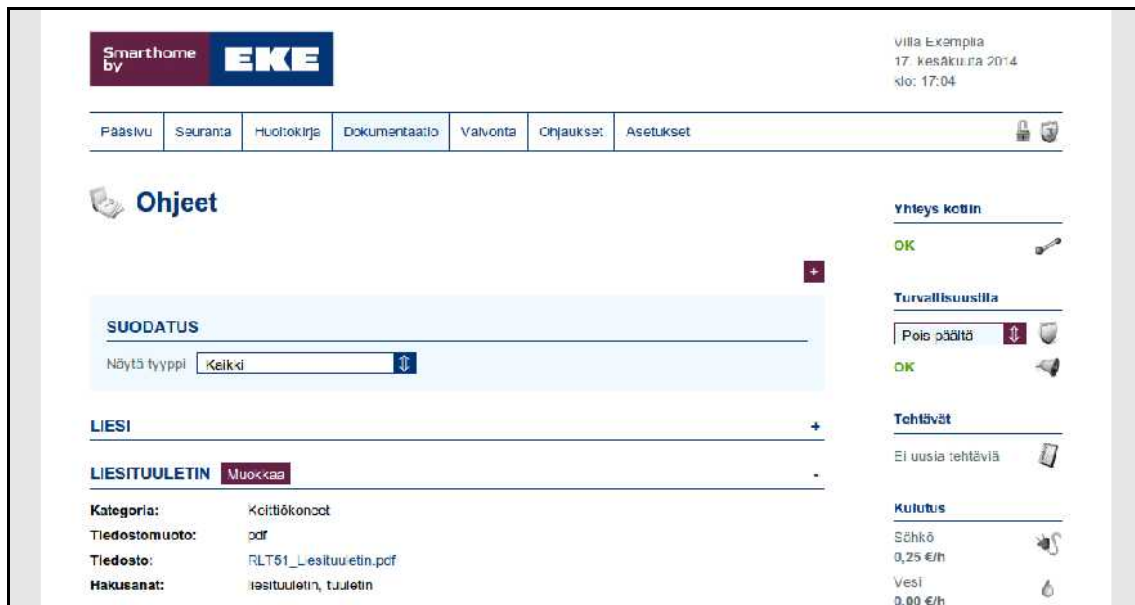 Smarthome
by
EKE
Villa Exemplia
17. kesäkuuta 2014
klo: 17:04
Pääsivu Seuranta Huoltokirja Dokumentaatio Valvonta Ohjaukset Asetukset
Ohjeet
+
SUODATUS
Näytä tyyppi Kaikki
LIESI +
LIESITUULETIN Muokkaa -
Kategoria: Keittiökoneet
Tiedostomuoto: pdf
Tiedosto: RLT51_Liesituuletin.pdf
Hakusanat: liesituuletin, tuuletin
Yhteys kotiin
OK
Turvallisuustila
Pois päältä
OK
Tehtävät
Ei uusia tehtäviä
Kulutus
Sähkö
0,25 €/h
Vesi
0,00 €/h